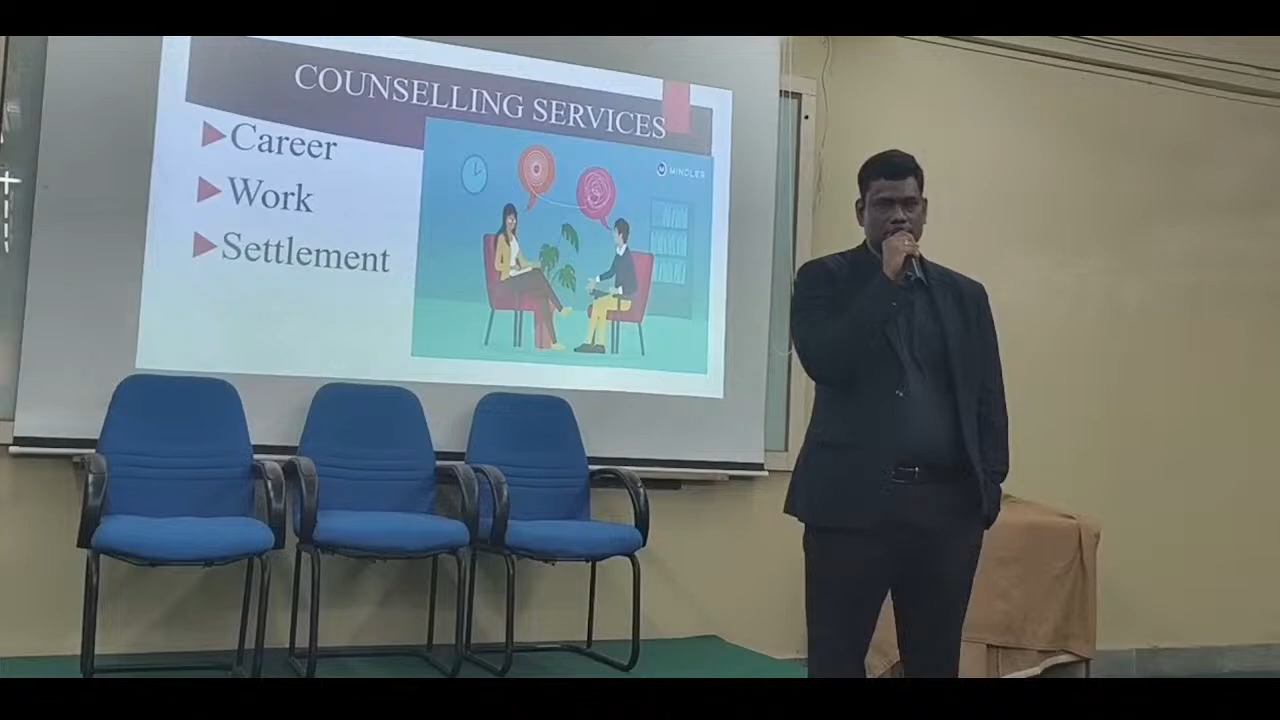 COUNSELLING SERVICES
Career
Work
Settlement
MINDLER